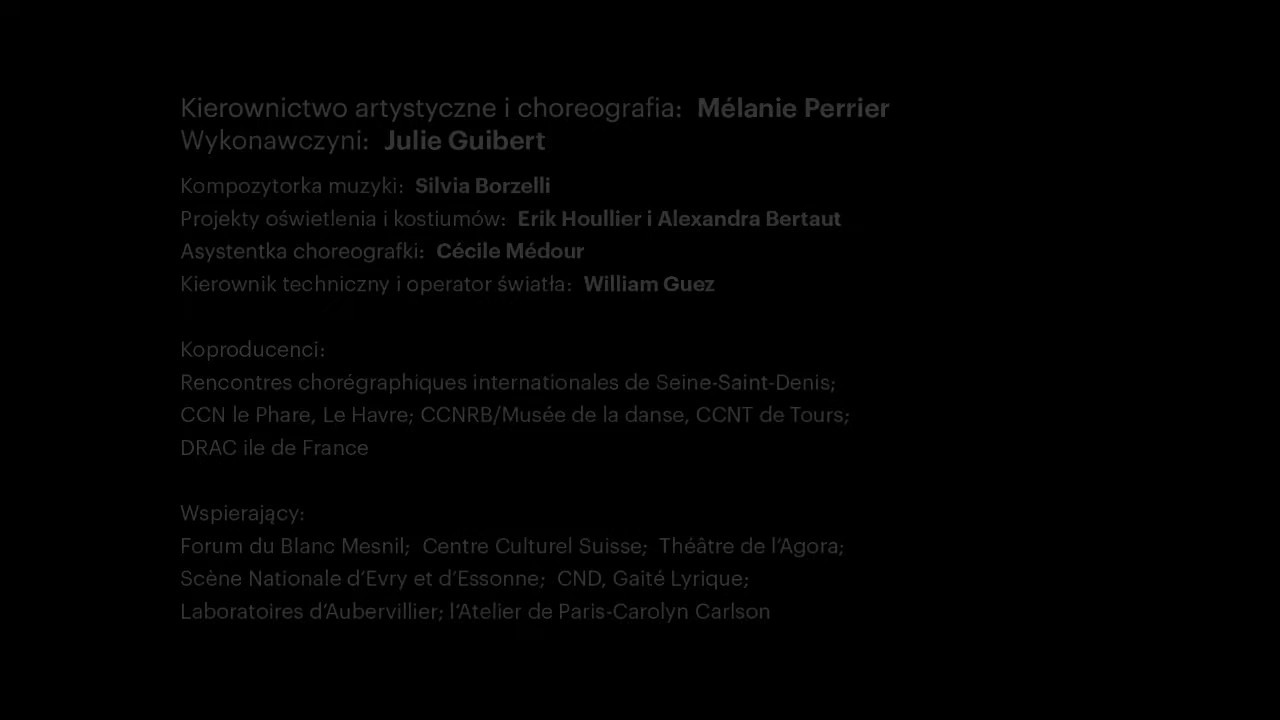 Kierownictwo artystyczne i choreografia: Mélanie Perrier
Wykonawczyni: Julie Guibert
Kompozytorka muzyki: Silvia Borzelli
Projekty oświetlenia i kostiumów: Erik Houllier i Alexandra Bertaut
Asystentka choreografki: Cécile Médour
Kierownik techniczny i operator światła: William Guez
Koproducenci:
Rencontres chorégraphiques internationales de Seine-Saint-Denis;
CCN le Phare, Le Havre; CCNRB/Musée de la danse, CCNT de Tours;
DRAC ile de France
Wspierający:
Forum du Blanc Mesnil; Centre Culturel Suisse; Théâtre de l’Agora;
Scène Nationale d’Evry et d’Essonne; CND, Gaité Lyrique;
Laboratoires d’Aubervillier; l’Atelier de Paris-Carolyn Carlson